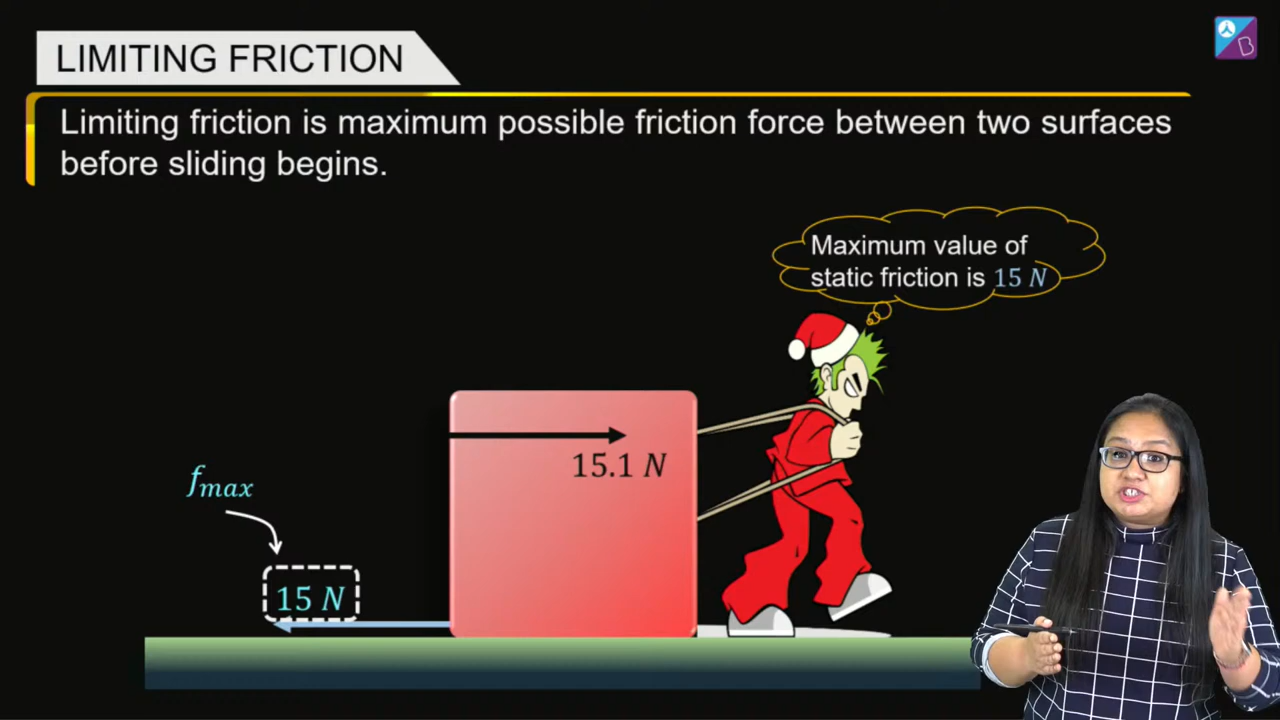 LIMITING FRICTION
Limiting friction is maximum possible friction force between two surfaces
before sliding begins.
Maximum value of
static friction is 15 N
15.1 N
fmax
15 N
B